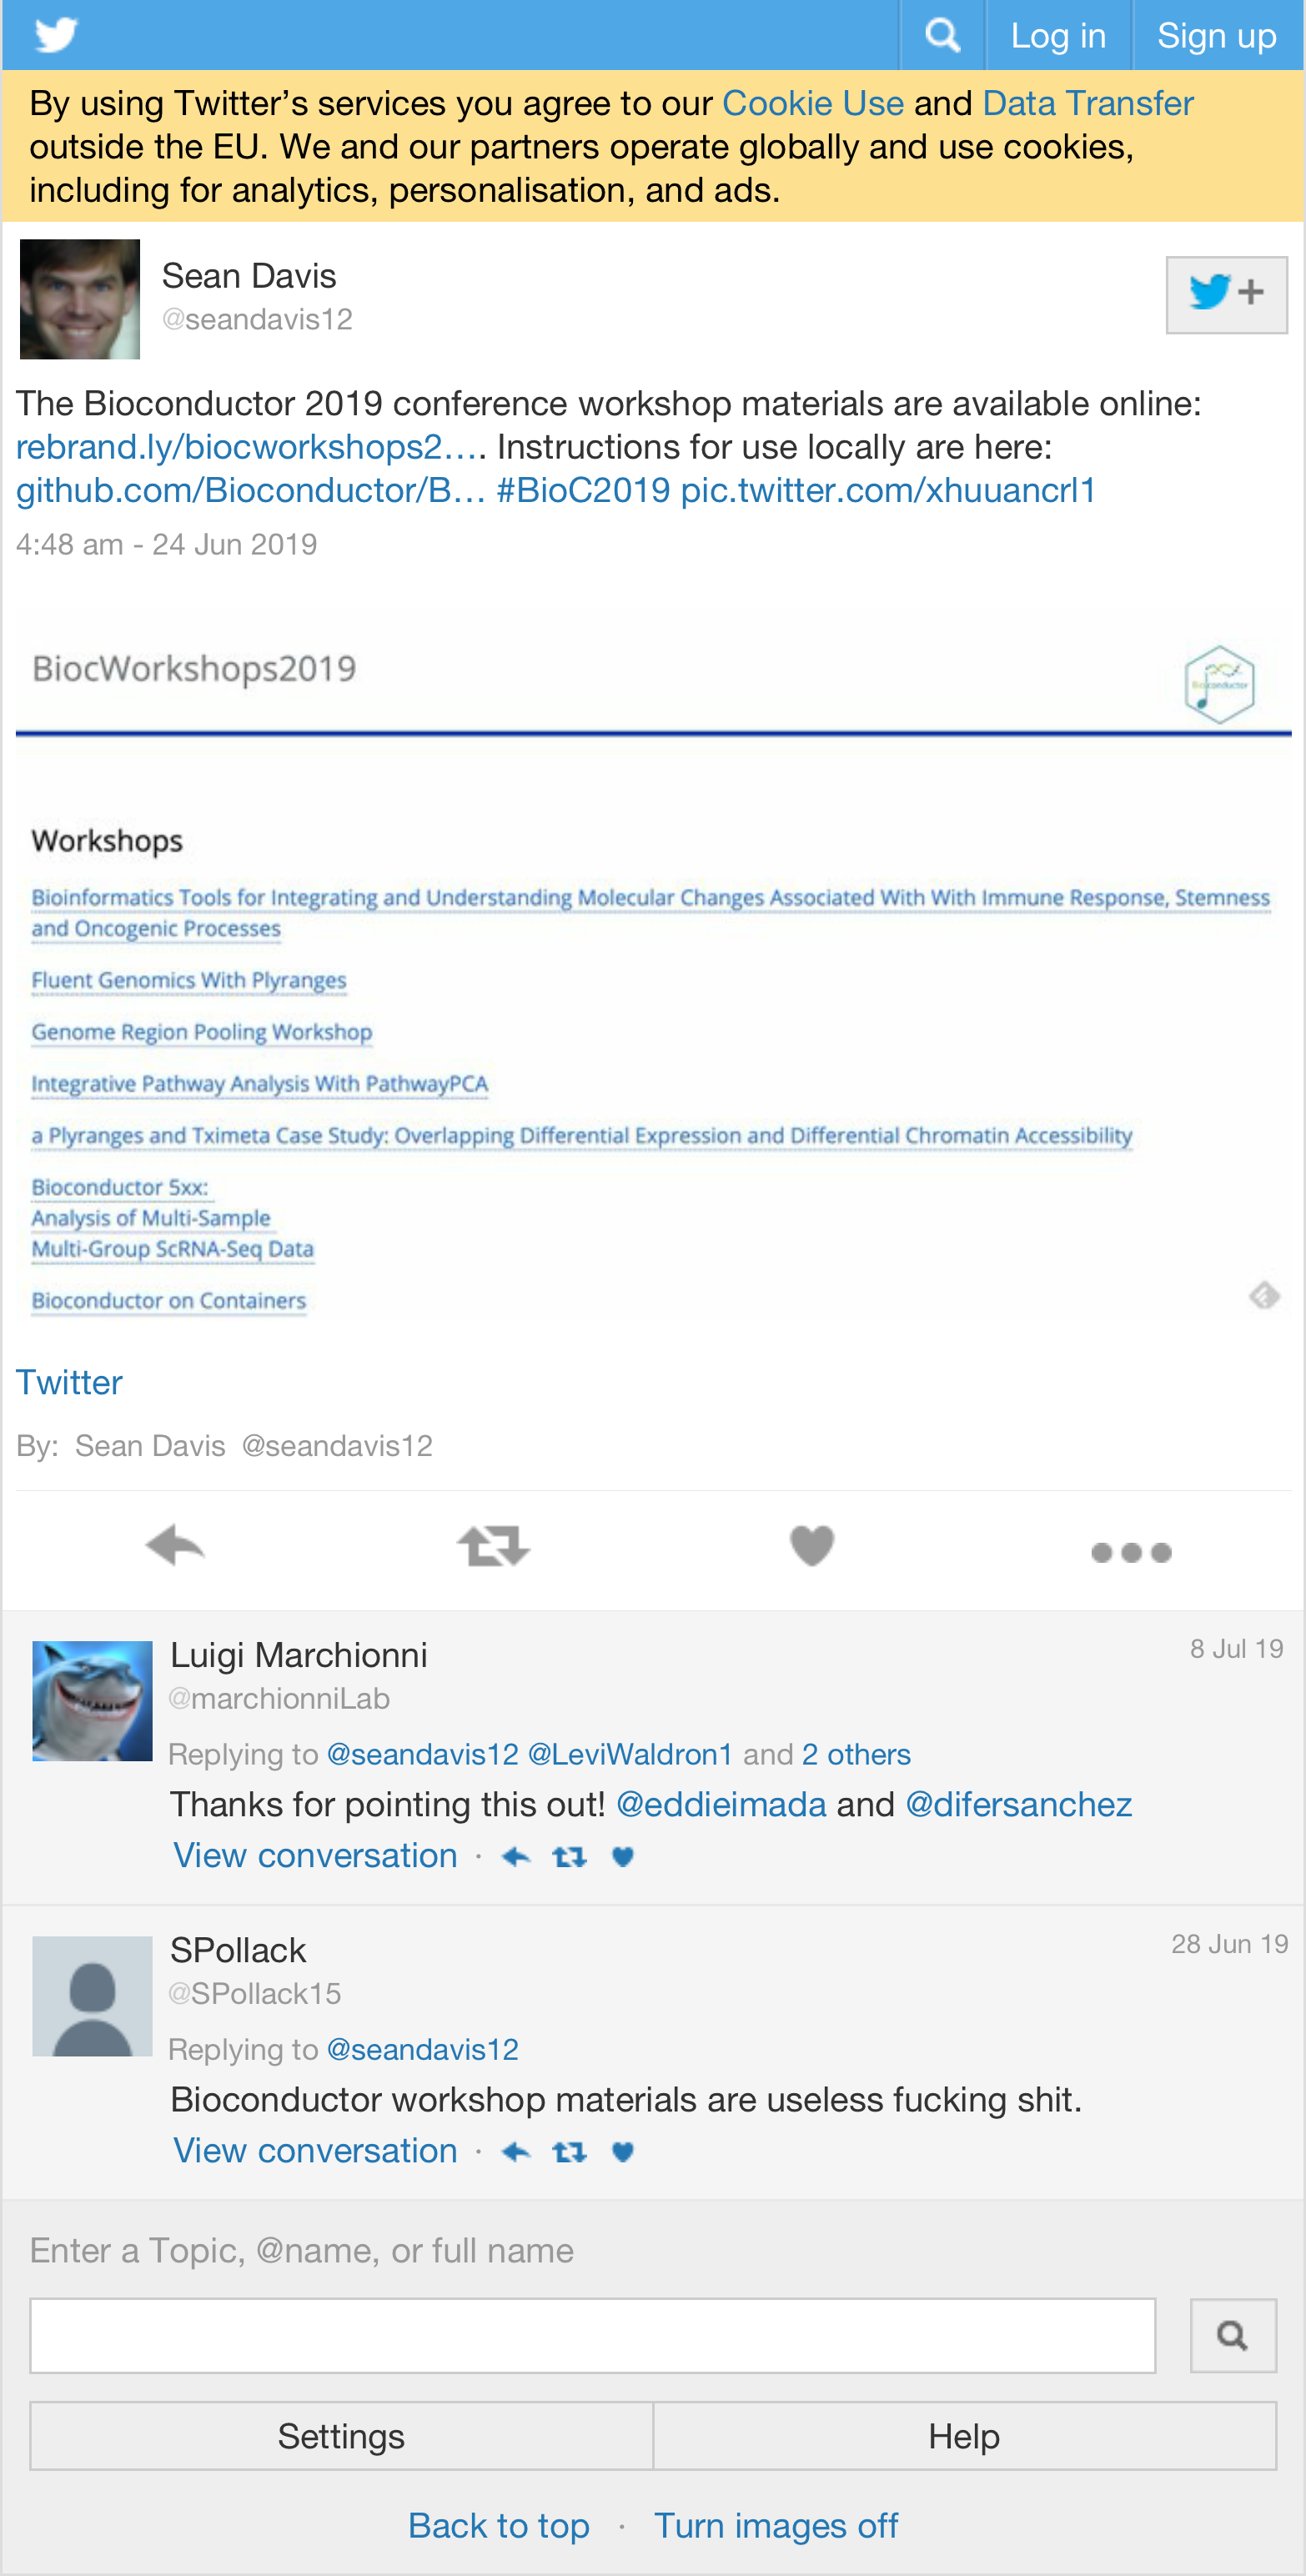 Log in
Sign up
By using Twitter’s services you agree to our Cookie Use and Data Transfer
outside the EU. We and our partners operate globally and use cookies,
including for analytics, personalisation, and ads.
Sean Davis
@seandavis12
+
The Bioconductor 2019 conference workshop materials are available online:
rebrand.ly/biocworkshops2…. Instructions for use locally are here:
github.com/Bioconductor/B… #BioC2019 pic.twitter.com/xhuuancrl1
4:48 am - 24 Jun 2019
BiocWorkshops2019
Bioconductor
Workshops
Bioinformatics Tools for Integrating and Understanding Molecular Changes Associated With With Immune Response, Stemness
and Oncogenic Processes
Fluent Genomics With Plyranges
Genome Region Pooling Workshop
Integrative Pathway Analysis With PathwayPCA
a Plyranges and Tximeta Case Study: Overlapping Differential Expression and Differential Chromatin Accessibility
Bioconductor 5xx:
Analysis of Multi-Sample
Multi-Group ScRNA-Seq Data
Bioconductor on Containers
Twitter
By: Sean Davis @seandavis12
Luigi Marchionni
8 Jul 19
@marchionniLab
Replying to @seandavis12 @LeviWaldron1 and 2 others
Thanks for pointing this out! @eddieimada and @difersanchez
View conversation ·
SPollack
28 Jun 19
@SPollack15
Replying to @seandavis12
Bioconductor workshop materials are useless fucking shit.
View conversation ·
Enter a Topic, @name, or full name
Settings
Help
Back to top · Turn images off